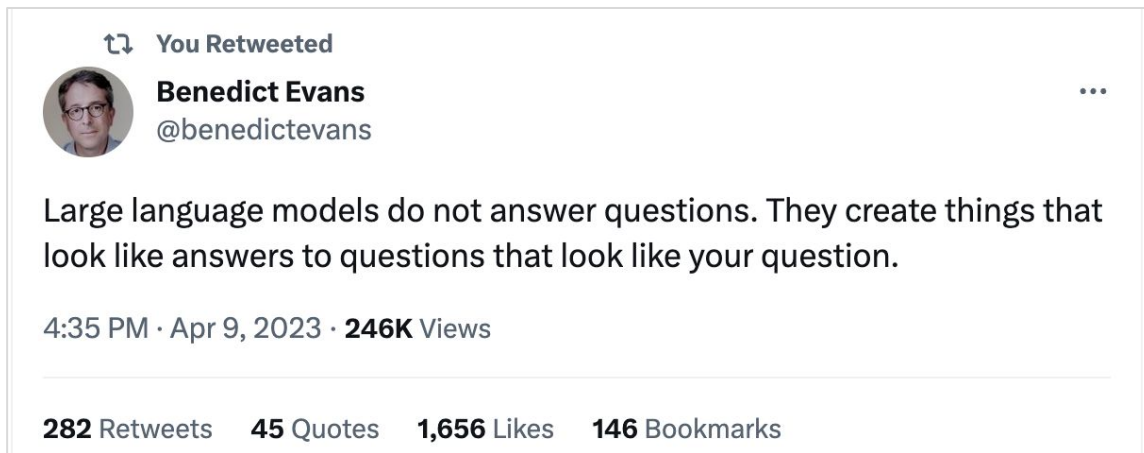 You Retweeted
Benedict Evans
@benedictevans
Large language models do not answer questions. They create things that
look like answers to questions that look like your question.
4:35 PM · Apr 9, 2023 · 246K Views
282 Retweets 45 Quotes 1,656 Likes 146 Bookmarks